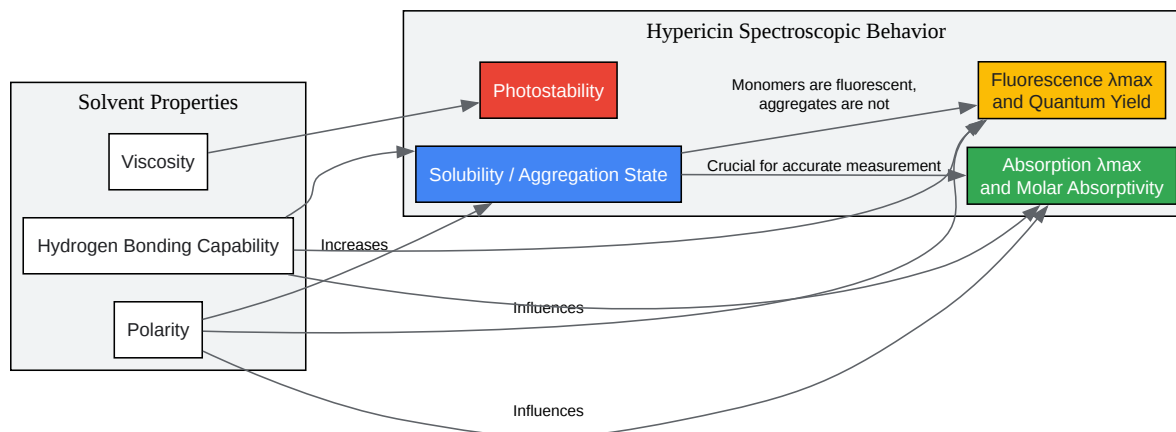 Hypericin Spectroscopic Behavior
Solvent Properties
Photostability
Monomers are fluorescent,
aggregates are not
Fluorescence λmax
and Quantum Yield
Viscosity
Solubility / Aggregation State
Crucial for accurate measurement
Absorption λmax
and Molar Absorptivity
Hydrogen Bonding Capability
Increases
Influences
Polarity
Influences